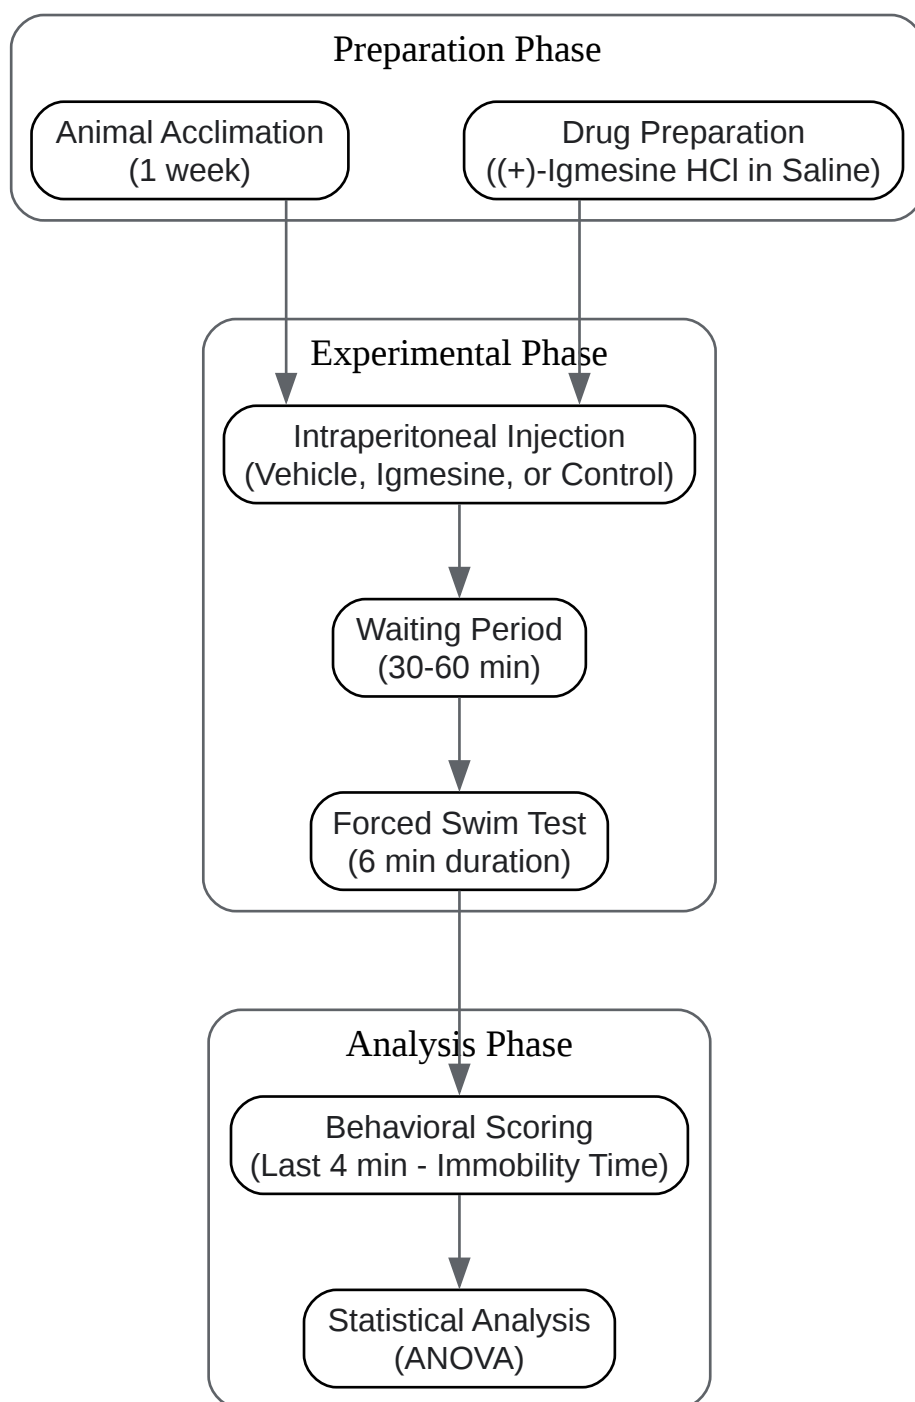 Preparation Phase
Animal Acclimation
(1 week)
Drug Preparation
((+)-Igmesine HCl in Saline)
Experimental Phase
Intraperitoneal Injection
(Vehicle, Igmesine, or Control)
Waiting Period
(30-60 min)
Forced Swim Test
(6 min duration)
Analysis Phase
Behavioral Scoring
(Last 4 min - Immobility Time)
Statistical Analysis
(ANOVA)